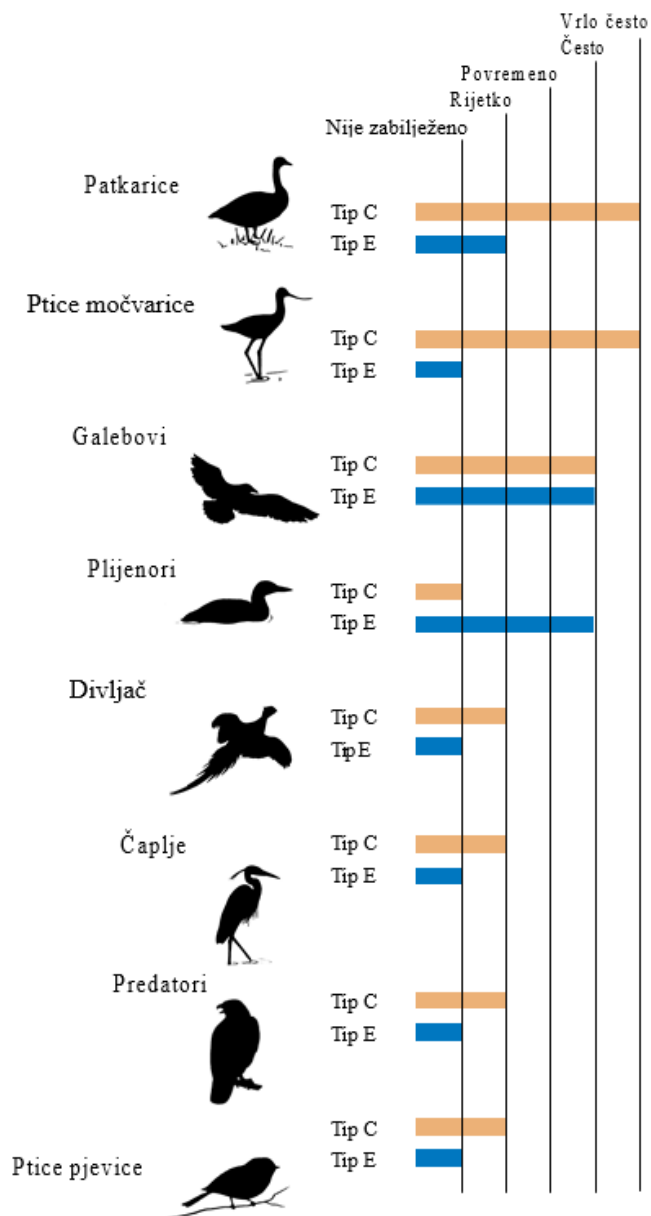 Vrlo često
Često
Povremeno
Rijetko
Nije zabilježeno
Patkarice
Tip C
Tip E
Ptice močvarice
Tip C
Tip E
Galebovi
Tip C
Tip E
Plijenori
Tip C
Tip E
Divljač
Tip C
Tip E
Čaplje
Tip C
Tip E
Predatori
Tip C
Tip E
Ptice pjevice
Tip C
Tip E